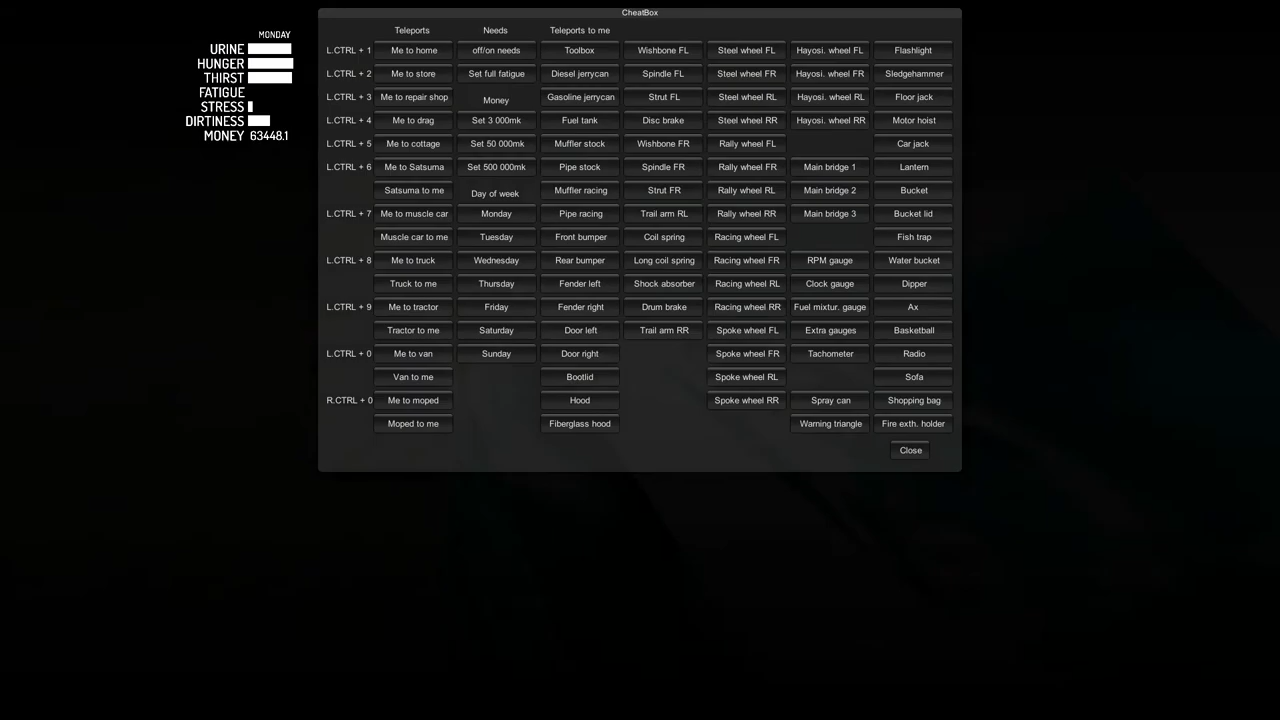 CheatBox
MONDAY
URINE
HUNGER
THIRST
FATIGUE
STRESS
DIRTINESS
MONEY 63448.1
Teleports Needs Teleports to me
L.CTRL + 1 Me to home off/on needs Toolbox Wishbone FL Steel wheel FL Hayosi. wheel FL Flashlight
L.CTRL + 2 Me to store Set full fatigue Diesel jerrycan Spindle FL Steel wheel FR Hayosi. wheel FR Sledgehammer
L.CTRL + 3 Me to repair shop Money Gasoline jerrycan Strut FL Steel wheel RL Hayosi. wheel RL Floor jack
L.CTRL + 4 Me to drag Set 3 000mk Fuel tank Disc brake Steel wheel RR Hayosi. wheel RR Motor hoist
L.CTRL + 5 Me to cottage Set 50 000mk Muffler stock Wishbone FR Rally wheel FL Car jack
L.CTRL + 6 Me to Satsuma Set 500 000mk Pipe stock Spindle FR Rally wheel FR Main bridge 1 Lantern
Satsuma to me Day of week Muffler racing Strut FR Rally wheel RL Main bridge 2 Bucket
L.CTRL + 7 Me to muscle car Monday Pipe racing Trail arm RL Rally wheel RR Main bridge 3 Bucket lid
Muscle car to me Tuesday Front bumper Coil spring Racing wheel FL Fish trap
L.CTRL + 8 Me to truck Wednesday Rear bumper Long coil spring Racing wheel FR RPM gauge Water bucket
Truck to me Thursday Fender left Shock absorber Racing wheel RL Clock gauge Dipper
L.CTRL + 9 Me to tractor Friday Fender right Drum brake Racing wheel RR Fuel mixtur. gauge Ax
Tractor to me Saturday Door left Trail arm RR Spoke wheel FL Extra gauges Basketball
L.CTRL + 0 Me to van Sunday Door right Spoke wheel FR Tachometer Radio
Van to me Bootlid Spoke wheel RL Sofa
R.CTRL + 0 Me to moped Hood Spoke wheel RR Spray can Shopping bag
Moped to me Fiberglass hood Warning triangle Fire exth. holder
Close